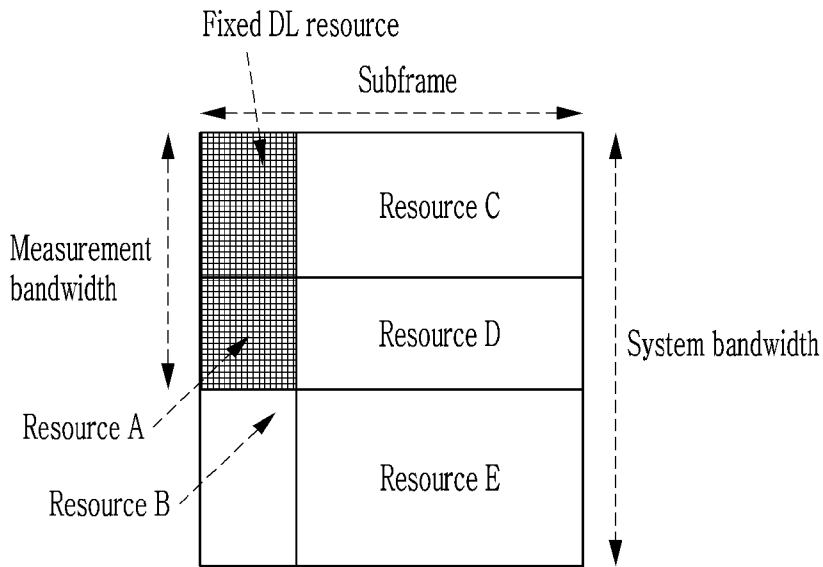 Fixed DL resource
Subframe
Resource C
Measurement
bandwidth
Resource D
System bandwidth
Resource A
Resource B
Resource E